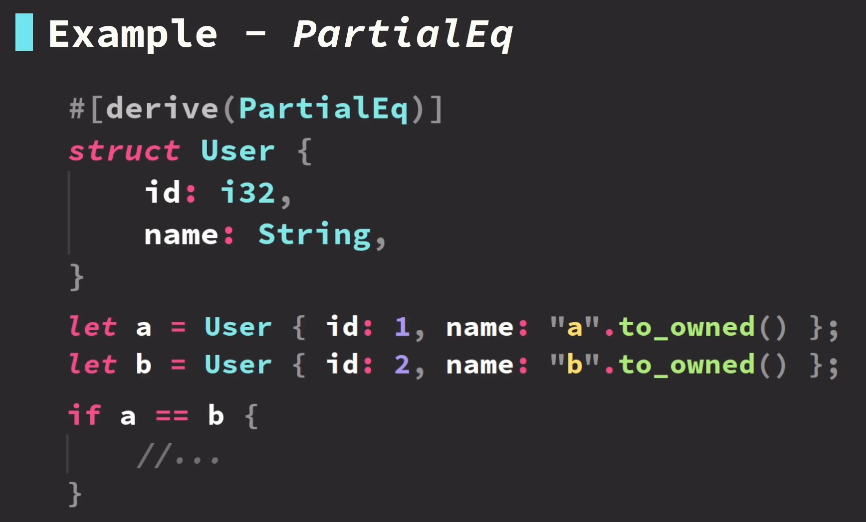 Example - PartialEq
#[derive(PartialEq)]
struct User {
    id: i32,
    name: String,
}
let a = User { id: 1, name: "a".to_owned() };
let b = User { id: 2, name: "b".to_owned() };
if a == b {
    //...
}